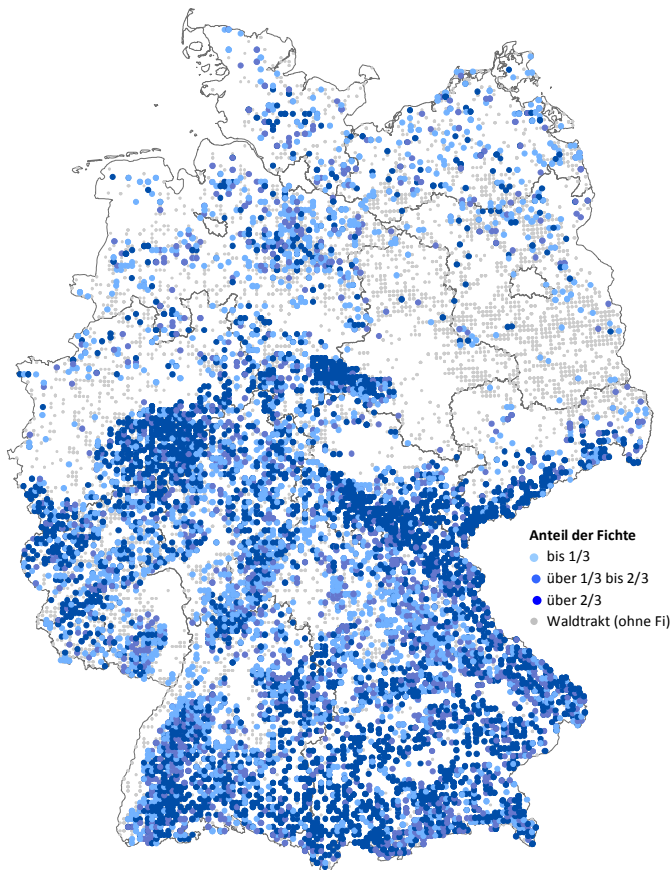 Anteil der Fichte
bis 1/3
über 1/3 bis 2/3
über 2/3
Waldtrakt (ohne Fi)